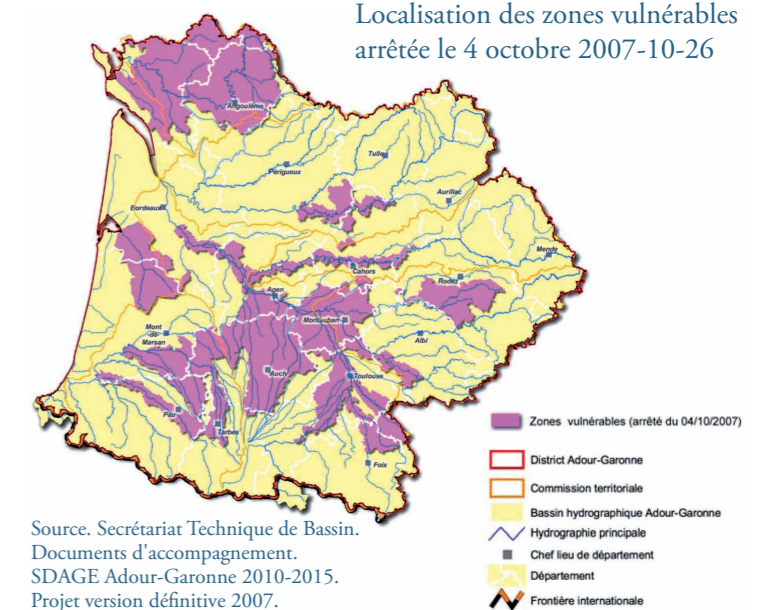 Localisation des zones vulnérables
arrêtée le 4 octobre 2007-10-26
Angoulême
Périgueux
Tulle
Aurillac
Bordeaux
Mende
Cahors
Rodez
Agen
Montauban
Mont
de
Marsan
Albi
Auch
Toulouse
Pau
Tarbes
Foix
Zones vulnérables (arrêté du 04/10/2007)
District Adour-Garonne
Commission territoriale
Bassin hydrographique Adour-Garonne
Hydrographie principale
Chef lieu de département
Département
Frontière internationale
Source. Secrétariat Technique de Bassin.
Documents d'accompagnement.
SDAGE Adour-Garonne 2010-2015.
Projet version définitive 2007.